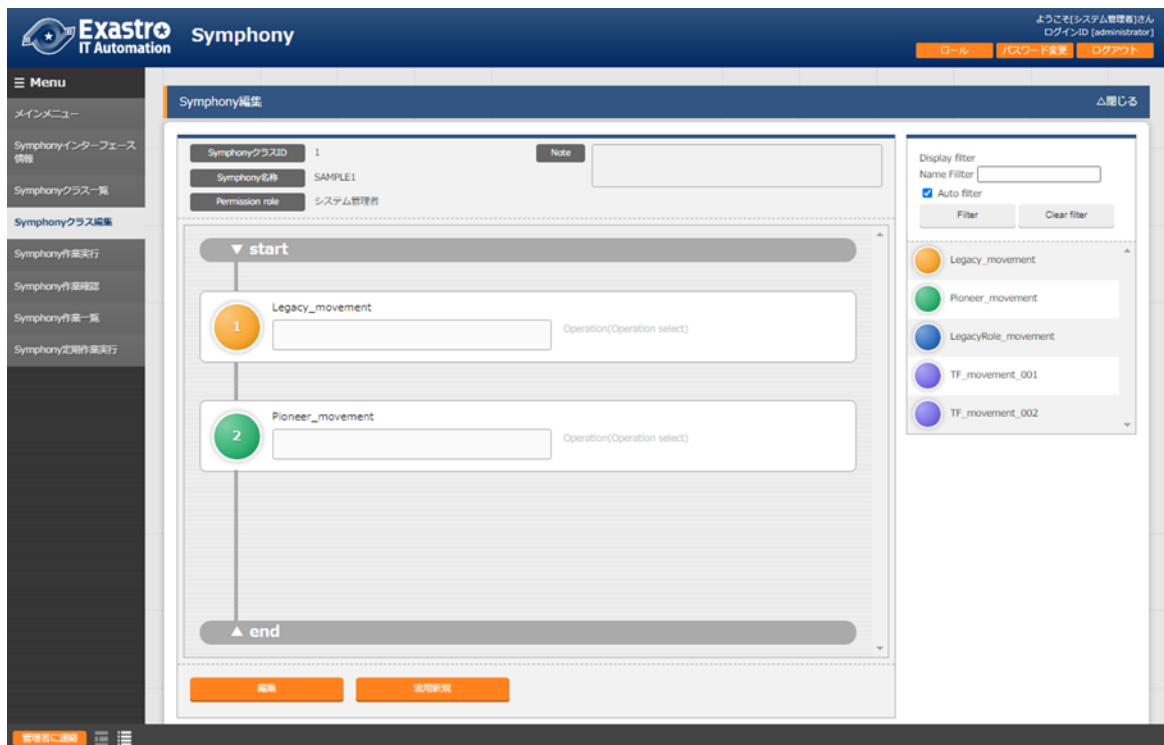 Exastro
IT Automation
Symphony
ようこそ[システム管理者]さん
ログインID [administrator]
ロール
パスワード変更
ログアウト
Menu
メインメニュー
Symphonyインターフェース
情報
Symphonyクラス一覧
Symphonyクラス編集
Symphony作業実行
Symphony作業確認
Symphony作業一覧
Symphony定期作業実行
Symphony編集
△閉じる
SymphonyクラスID
1
Note
Symphony名称
SAMPLE1
Permission role
システム管理者
▼ start
1
Legacy_movement
Operation(Operation select)
2
Pioneer_movement
Operation(Operation select)
▲ end
編集
流用新規
Display filter
Name Fillter
Auto filter
Filter
Clear filter
Legacy_movement
Pioneer_movement
LegacyRole_movement
TF_movement_001
TF_movement_002
管理者に連絡